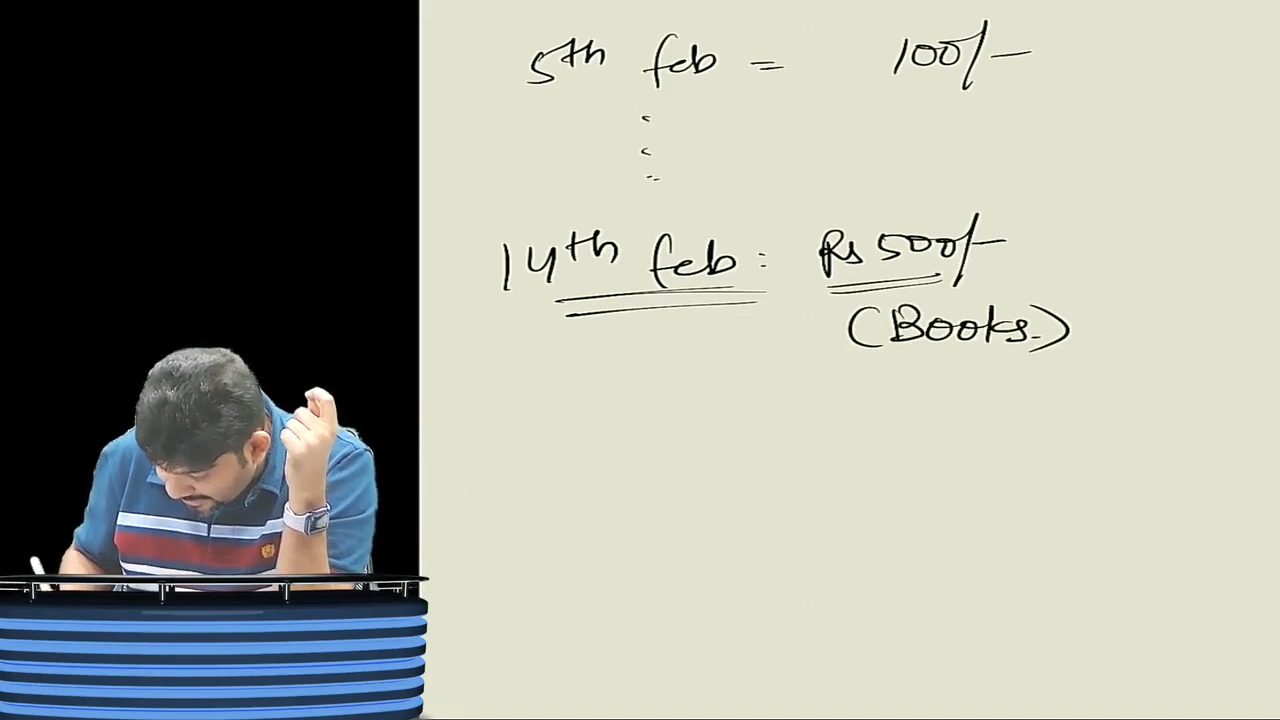 5th feb = 100/-
14th feb : Rs 500/-
(Books.)